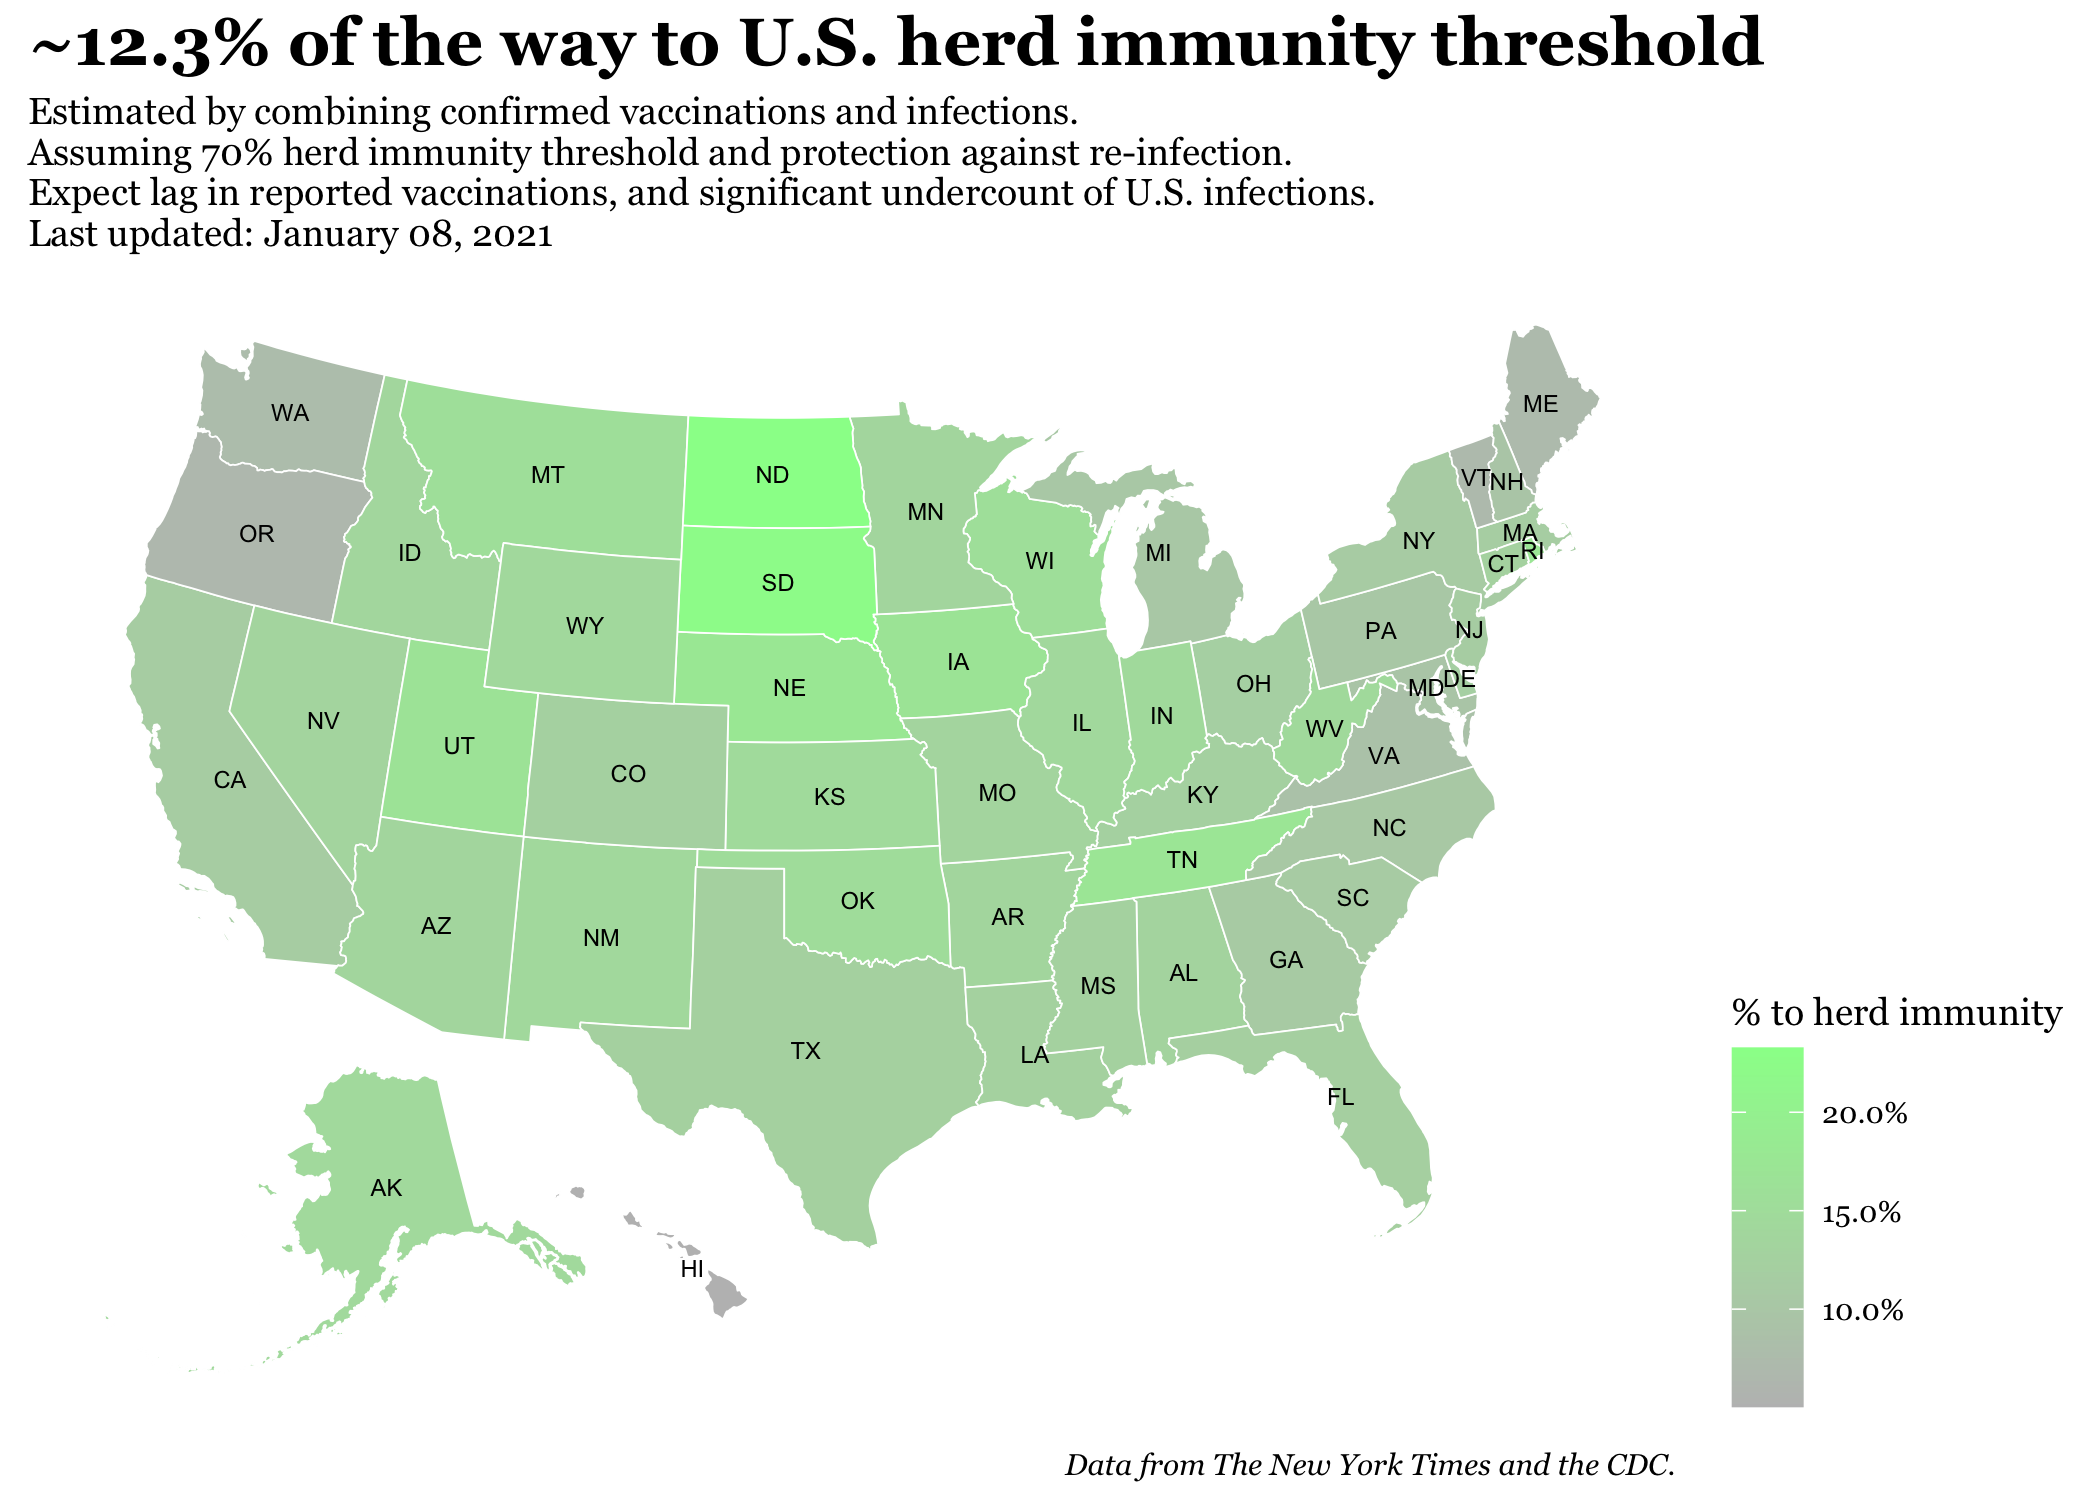 ~12.3% of the way to U.S. herd immunity threshold
Estimated by combining confirmed vaccinations and infections.
Assuming 70% herd immunity threshold and protection against re-infection.
Expect lag in reported vaccinations, and significant undercount of U.S. infections.
Last updated: January 08, 2021
WA
ME
MT
ND
VT
NH
OR
MN
MA
NY
ID
WI
MI
RI
CT
SD
WY
PA
NJ
IA
OH
DE
NE
MD
NV
IL
IN
WV
UT
VA
CA
CO
KS
MO
KY
NC
TN
OK
SC
AZ
NM
AR
GA
AL
MS
TX
LA
FL
AK
HI
% to herd immunity
20.0%
15.0%
10.0%
Data from The New York Times and the CDC.